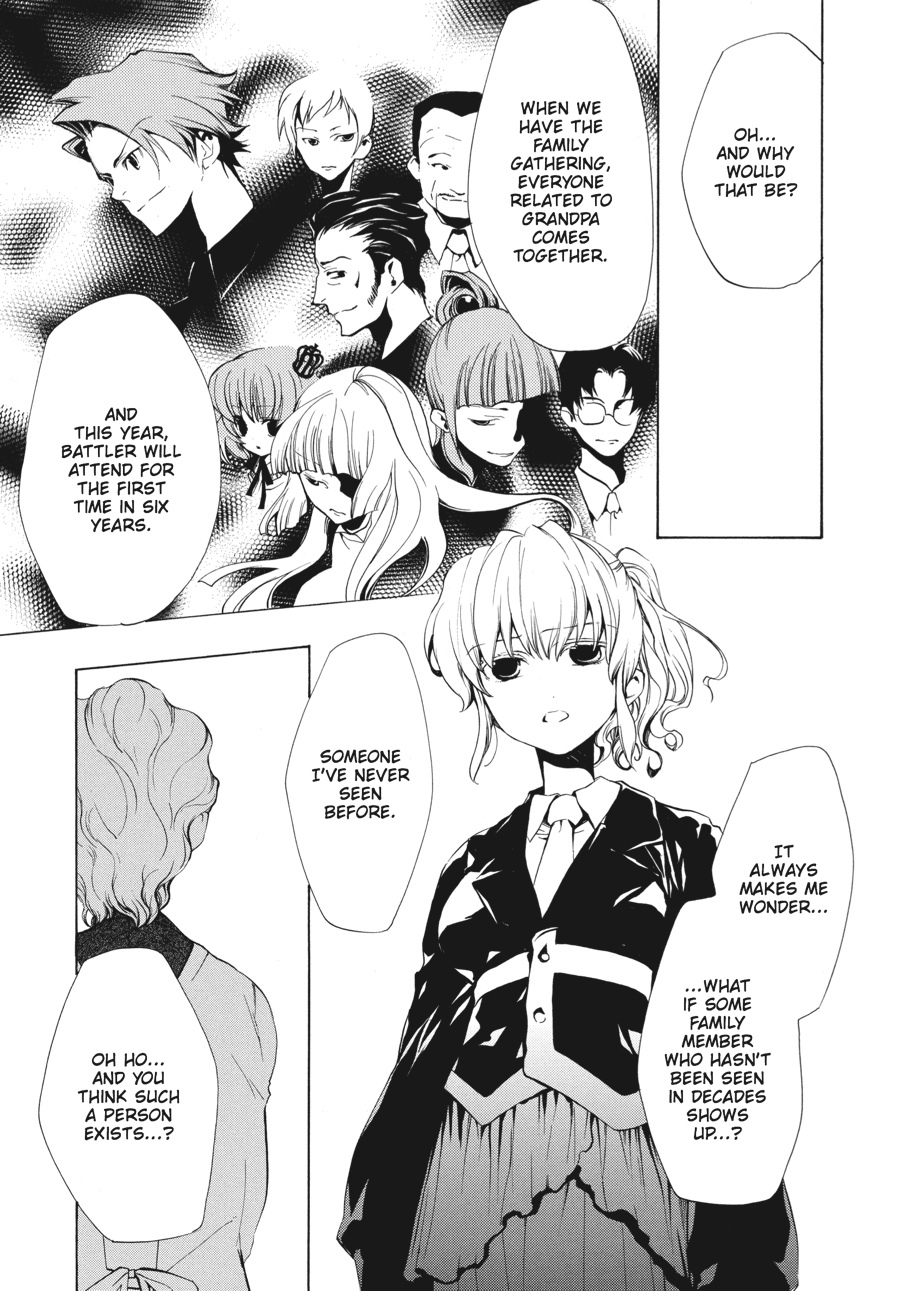 OH...
AND WHY
WOULD
THAT BE?
WHEN WE
HAVE THE
FAMILY
GATHERING,
EVERYONE
RELATED TO
GRANDPA
COMES
TOGETHER.
AND
THIS YEAR,
BATTLER WILL
ATTEND FOR
THE FIRST
TIME IN SIX
YEARS.
IT
ALWAYS
MAKES ME
WONDER...
...WHAT
IF SOME
FAMILY
MEMBER
WHO HASN'T
BEEN SEEN
IN DECADES
SHOWS
UP...?
SOMEONE
I'VE NEVER
SEEN
BEFORE.
OH HO...
AND YOU
THINK SUCH
A PERSON
EXISTS...?